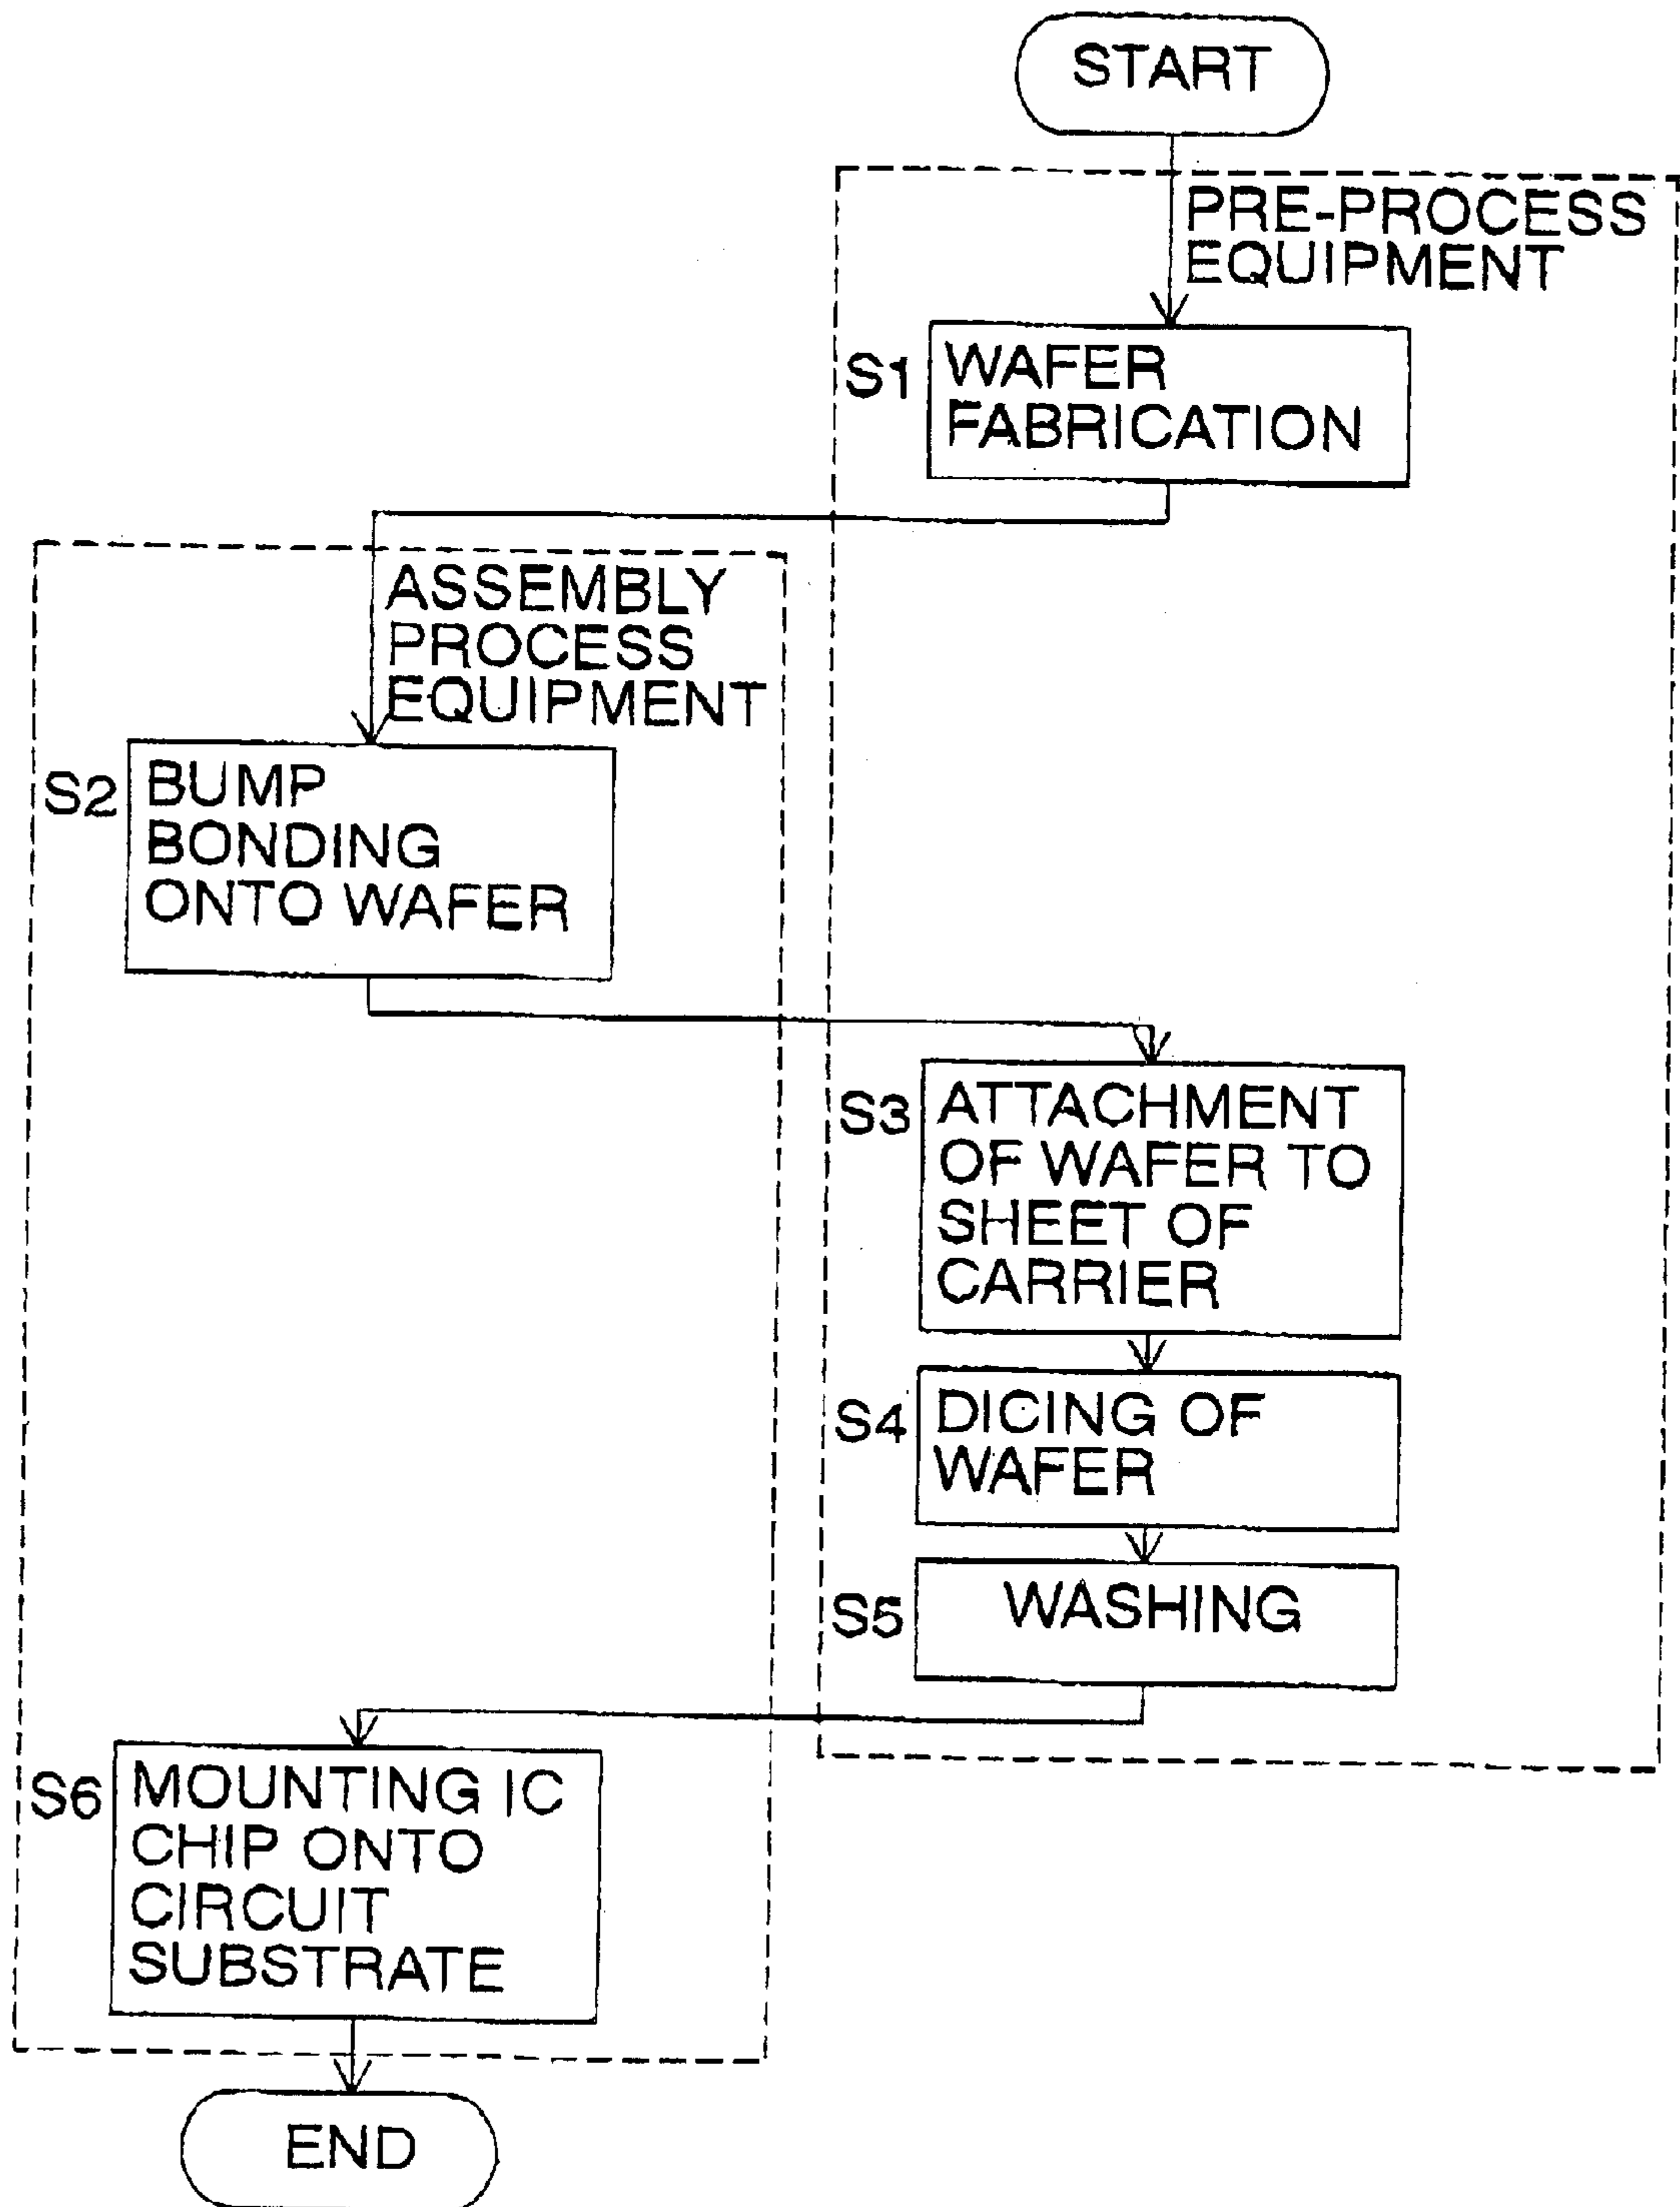 START
PRE-PROCESS
EQUIPMENT
S1
WAFER
FABRICATION
ASSEMBLY
PROCESS
EQUIPMENT
S2
BUMP
BONDING
ONTO WAFER
S3
ATTACHMENT
OF WAFER TO
SHEET OF
CARRIER
S4
DICING OF
WAFER
S5
WASHING
S6
MOUNTING IC
CHIP ONTO
CIRCUIT
SUBSTRATE
END